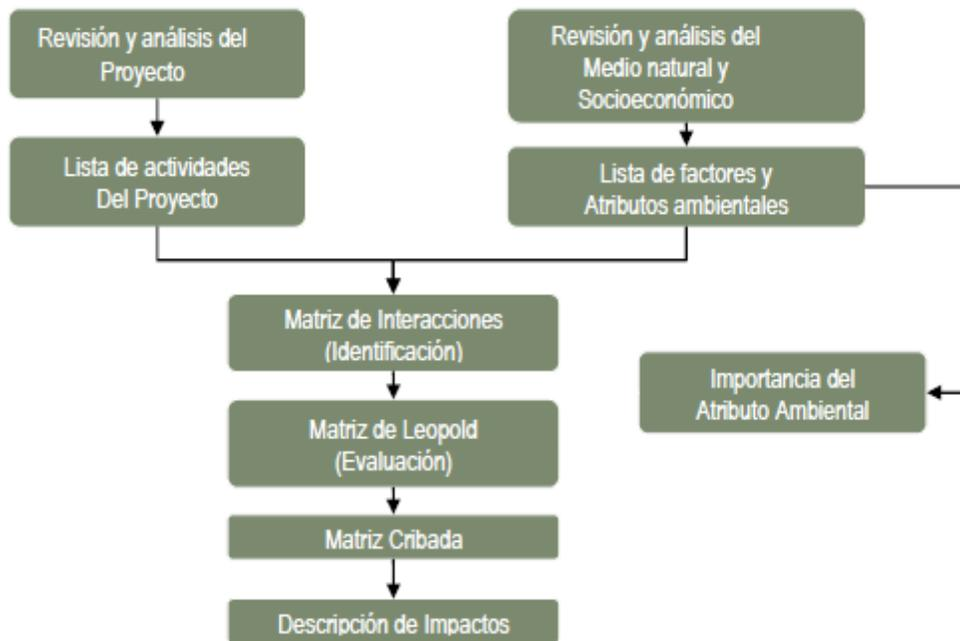 Revisión y análisis del
Proyecto
Revisión y análisis del
Medio natural y
Socioeconómico
Lista de actividades
Del Proyecto
Lista de factores y
Atributos ambientales
Matriz de Interacciones
(Identificación)
Importancia del
Atributo Ambiental
Matriz de Leopold
(Evaluación)
Matriz Cribada
Descripción de Impactos